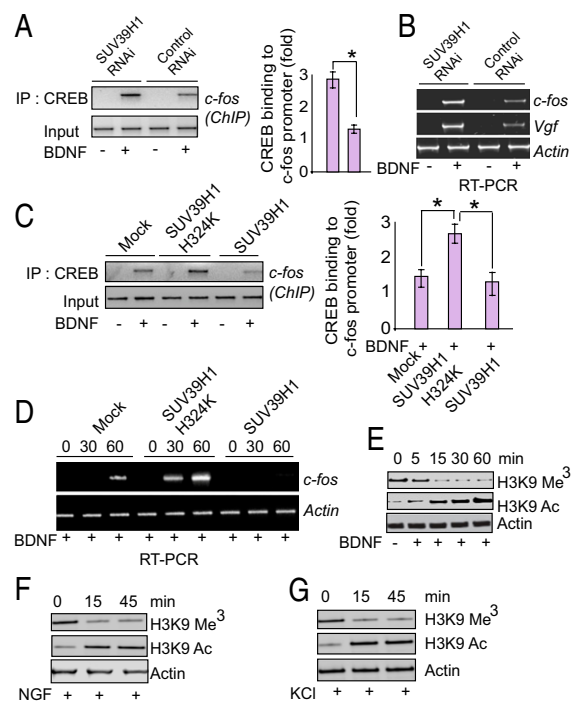 A
SUV39H1 RNAi
Control RNAi
IP : CREB
c-fos (ChIP)
Input
BDNF - + - +
CREB binding to c-fos promoter (fold)
3
2
1
0
*
B
SUV39H1 RNAi
Control RNAi
c-fos
Vgf
Actin
- + - +
BDNF
RT-PCR
C
Mock
SUV39H1 H324K
SUV39H1
IP : CREB
c-fos (ChIP)
Input
BDNF - + - + - +
CREB binding to c-fos promoter (fold)
3
2
1
0
* *
BDNF + + +
Mock
SUV39H1 H324K
SUV39H1
D
Mock
SUV39H1 H324K
SUV39H1
0 30 60 0 30 60 0 30 60
c-fos
Actin
BDNF + + + + + + + + +
RT-PCR
E
0 5 15 30 60 min
H3K9 Me3
H3K9 Ac
Actin
BDNF - + + + +
F
0 15 45 min
H3K9 Me3
H3K9 Ac
Actin
NGF + + +
G
0 15 45 min
H3K9 Me3
H3K9 Ac
Actin
KCl + + +